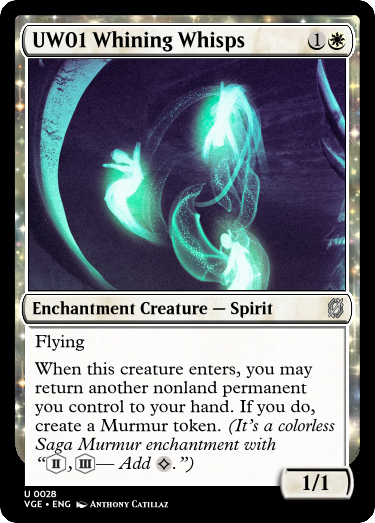 UW01 Whining Whisps 1
Enchantment Creature — Spirit
Flying
When this creature enters, you may
return another nonland permanent
you control to your hand. If you do,
create a Murmur token. (It's a colorless
Saga Murmur enchantment with
“II, III— Add C.”)
1/1
U 0028
VGE • EN Anthony Catillaz